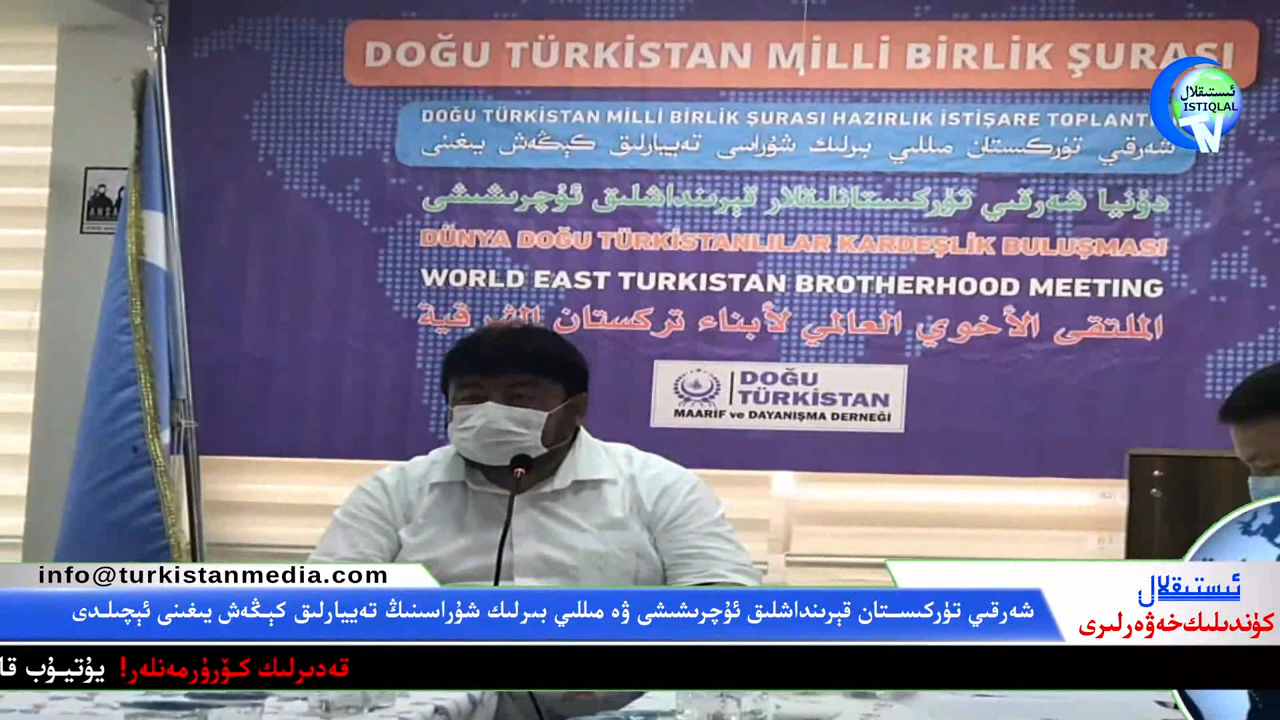 DOĞU TÜRKİSTAN MİLLİ BİRLİK ŞURASI
ئىستىقلال
ISTIQLAL
TV
DOĞU TÜRKİSTAN MİLLİ BİRLİK ŞURASI HAZIRLIK İSTİŞARE
شەرقىي تۈركىستان مىللىي بىرلىك شۇراسى تەييارلىق كېڭەش يىغىنى
دۇنيا شەرقىي تۈركىستانلىقلار قېرىنداشلىق ئۇچرىشىشى
DÜNYA DOĞU TÜRKİSTANLILAR KARDEŞLİK BULUŞMASI
WORLD EAST TURKISTAN BROTHERHOOD MEETING
الملتقى الأخوي العالمي لأبناء تركستان الشرقية
DOĞU
TÜRKİSTAN
MAARİF ve DAYANIŞMA DERNEĞİ
info@turkistanmedia.com
ئىستىقلال
كۈندىلىك خەۋەرلىرى
شەرقىي تۈركىستان قېرىنداشلىق ئۇچرىشىشى ۋە مىللىي بىرلىك شۇراسىنىڭ تەييارلىق كېڭەش يىغىنى ئېچىلدى
قەدىرلىك كۆرۈرمەنلەر! يۇتيۇب